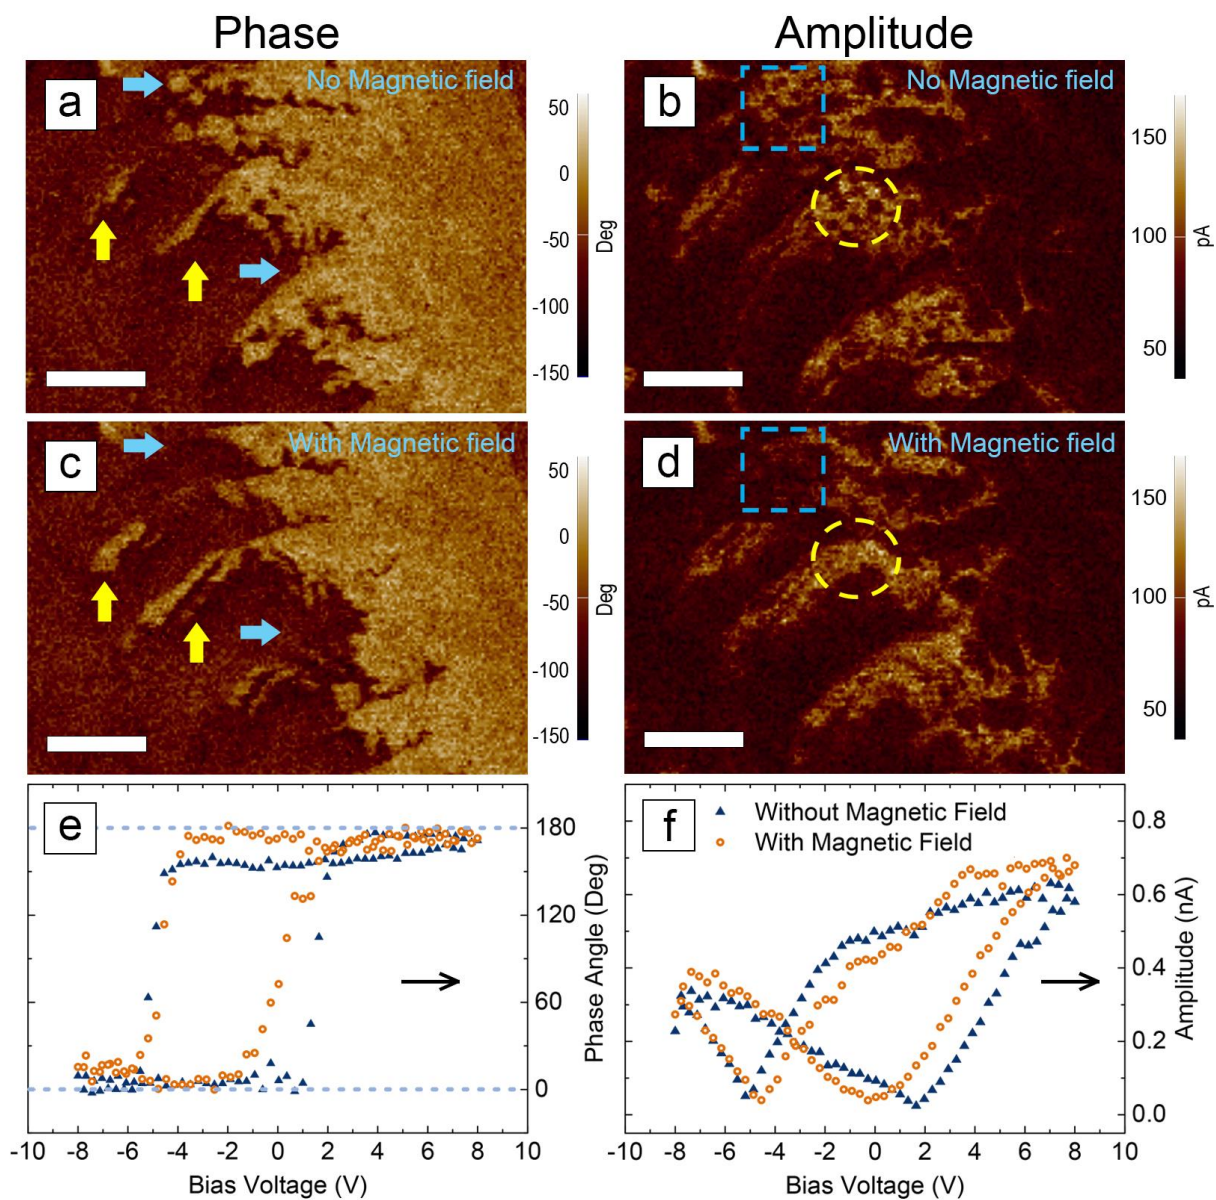 Phase
Amplitude
a
No Magnetic field
50
0
-50
-100
-150
Deg
b
No Magnetic field
150
100
50
pA
c
With Magnetic field
50
0
-50
-100
-150
Deg
d
With Magnetic field
150
100
50
pA
e
180
120
60
0
Phase Angle (Deg)
-10 -8 -6 -4 -2 0 2 4 6 8 10
Bias Voltage (V)
f
Without Magnetic Field
With Magnetic Field
0.8
0.6
0.4
0.2
0.0
Amplitude (nA)
-10 -8 -6 -4 -2 0 2 4 6 8 10
Bias Voltage (V)